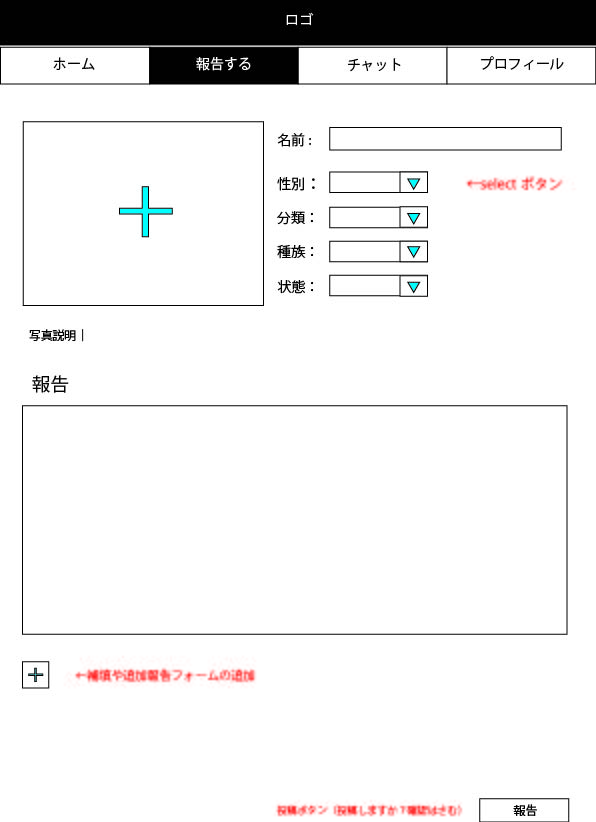 ロゴ
ホーム
報告する
チャット
プロフィール
名前 :
性別：
←select ボタン
分類：
種族：
状態：
写真説明｜
報告
←補填や追加報告フォームの追加
投稿ボタン（投稿しますか？確認はさむ）
報告